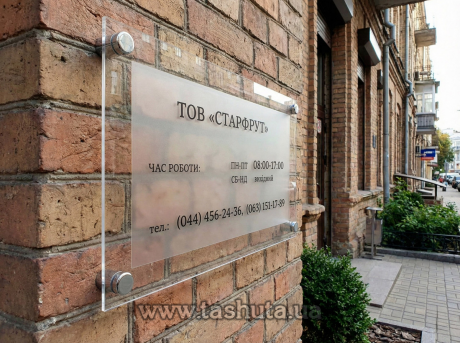 ТОВ «СТАРФРУТ»
ЧАС РОБОТИ: ПН-ПТ 08:00-17:00
СБ-НД вихідний
тел.: (044) 456-24-36, (063) 151-17-89
www.tashuta.ua